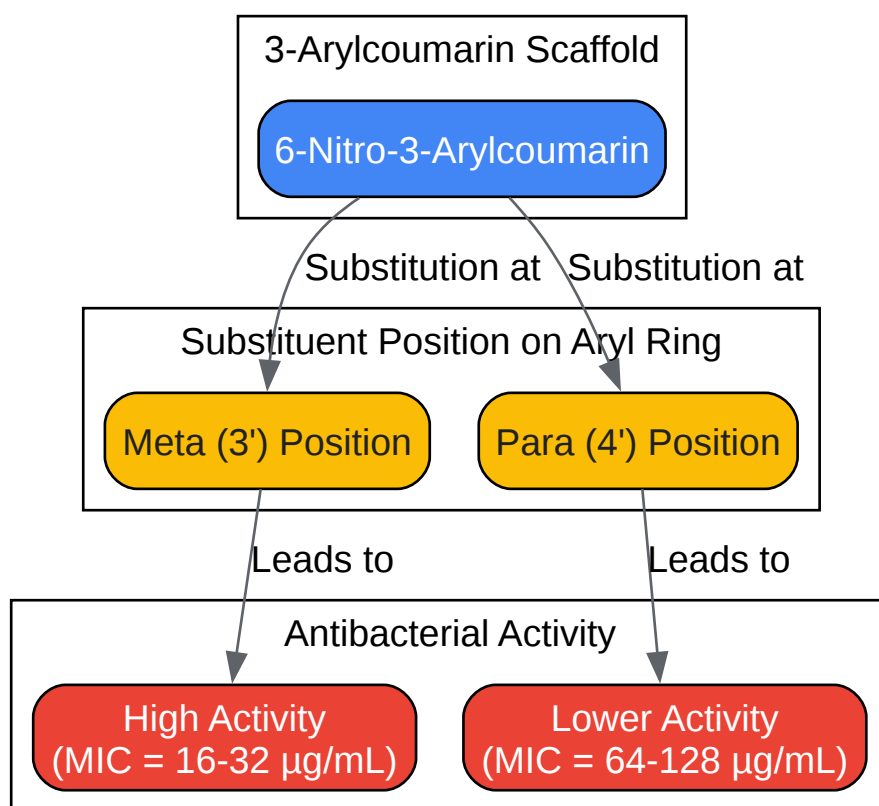 3-Arylcoumarin Scaffold
6-Nitro-3-Arylcoumarin
Substitution at
Substitution at
Substituent Position on Aryl Ring
Meta (3') Position
Para (4') Position
Leads to
Leads to
Antibacterial Activity
High Activity
(MIC = 16-32 µg/mL)
Lower Activity
(MIC = 64-128 µg/mL)